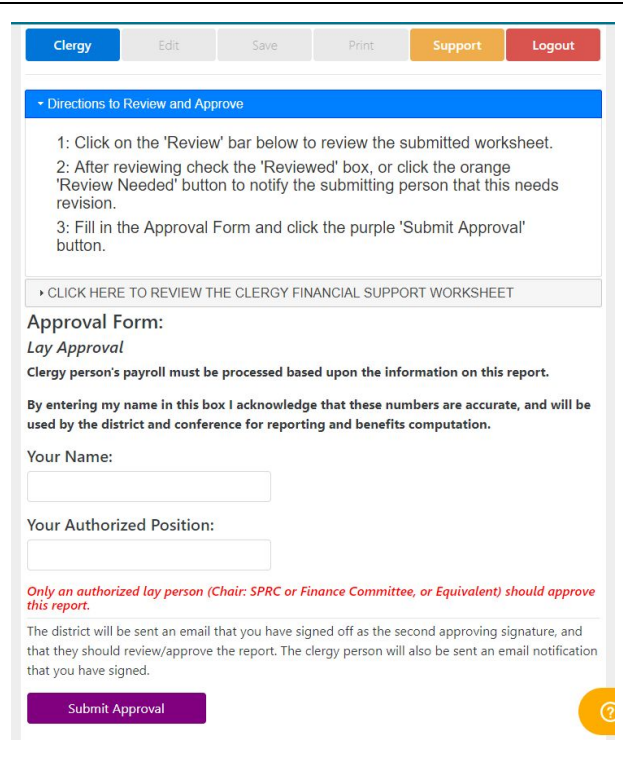 Clergy Edit Save Print Support Logout
Directions to Review and Approve
1: Click on the 'Review' bar below to review the submitted worksheet.
2: After reviewing check the 'Reviewed' box, or click the orange
'Review Needed' button to notify the submitting person that this needs
revision.
3: Fill in the Approval Form and click the purple 'Submit Approval'
button.
CLICK HERE TO REVIEW THE CLERGY FINANCIAL SUPPORT WORKSHEET
Approval Form:
Lay Approval
Clergy person's payroll must be processed based upon the information on this report.
By entering my name in this box I acknowledge that these numbers are accurate, and will be
used by the district and conference for reporting and benefits computation.
Your Name:
Your Authorized Position:
Only an authorized lay person (Chair: SPRC or Finance Committee, or Equivalent) should approve
this report.
The district will be sent an email that you have signed off as the second approving signature, and
that they should review/approve the report. The clergy person will also be sent an email notification
that you have signed.
Submit Approval
?